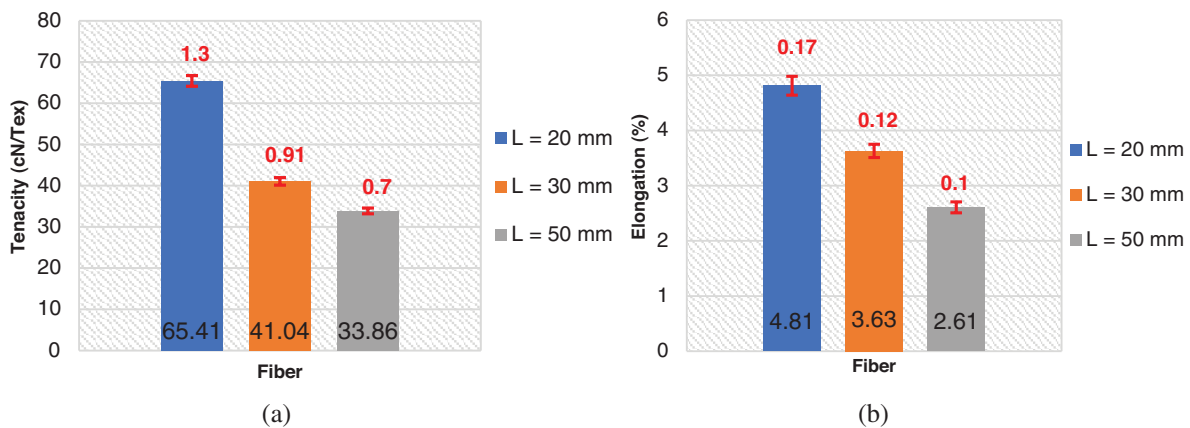 80
70
60
50
40
30
20
10
0
Tenacity (cN/Tex)
1.3
0.91
0.7
65.41
41.04
33.86
Fiber
L = 20 mm
L = 30 mm
L = 50 mm
(a)
6
5
4
3
2
1
0
Elongation (%)
0.17
0.12
0.1
4.81
3.63
2.61
Fiber
L = 20 mm
L = 30 mm
L = 50 mm
(b)